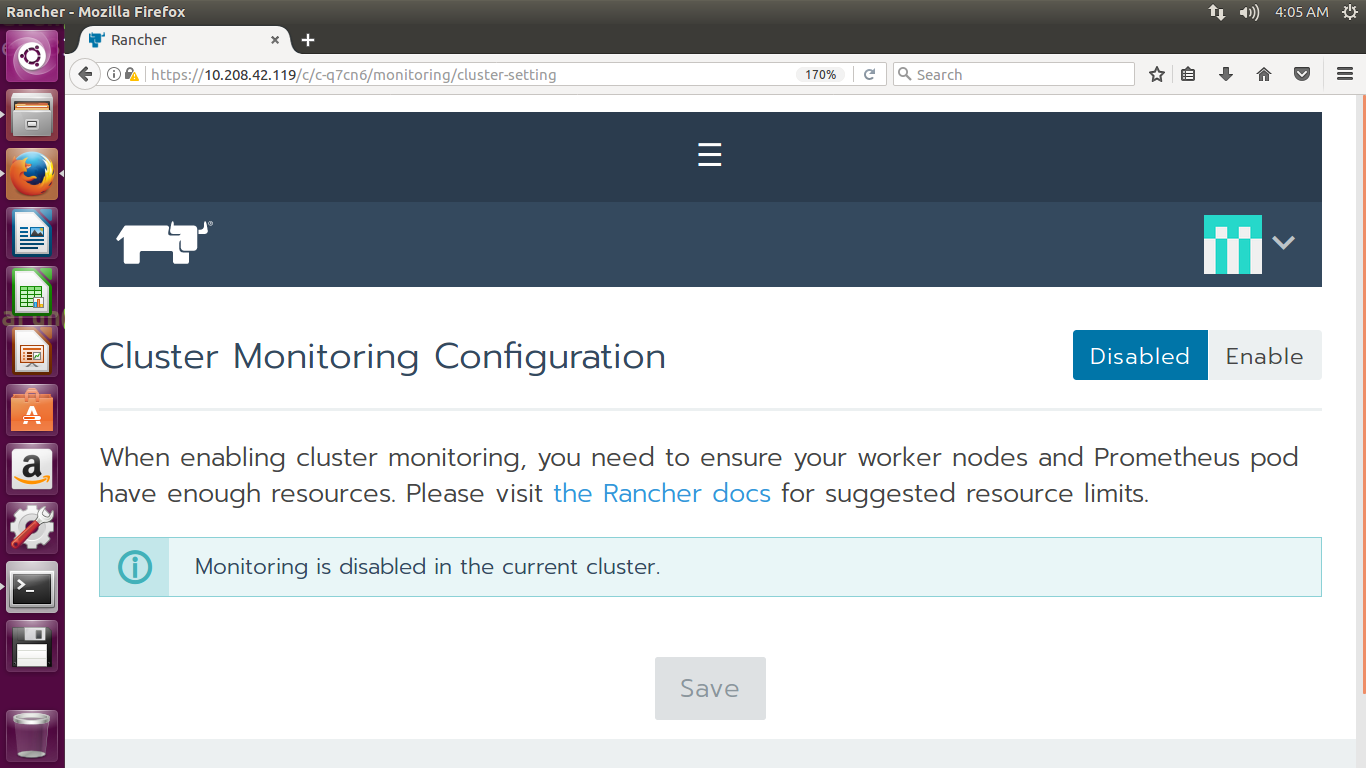 Rancher - Mozilla Firefox
4:05 AM
Rancher
https://10.208.42.119/c/c-q7cn6/monitoring/cluster-setting
170%
Search
Cluster Monitoring Configuration
Disabled
Enable
When enabling cluster monitoring, you need to ensure your worker nodes and Prometheus pod
have enough resources. Please visit the Rancher docs for suggested resource limits.
Monitoring is disabled in the current cluster.
Save